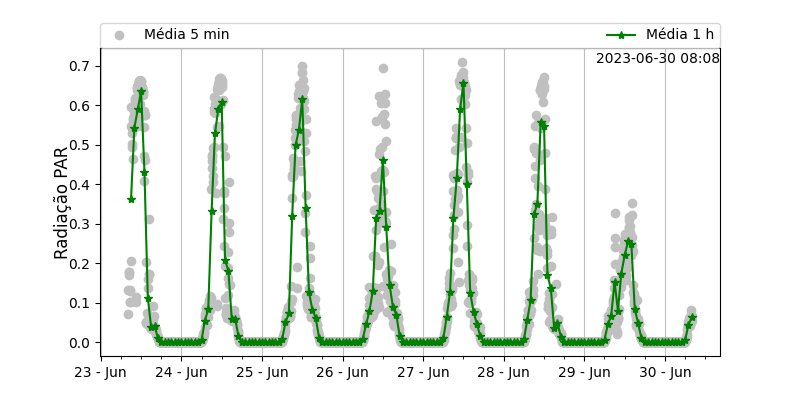 Média 5 min
Média 1 h
2023-06-30 08:08
Radiação PAR
0.7
0.6
0.5
0.4
0.3
0.2
0.1
0.0
23 - Jun
24 - Jun
25 - Jun
26 - Jun
27 - Jun
28 - Jun
29 - Jun
30 - Jun